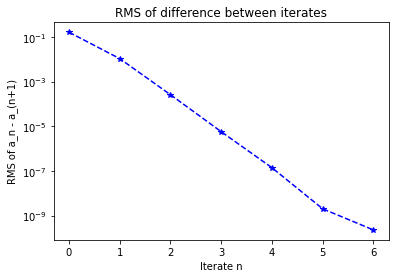 RMS of difference between iterates
RMS of a_n - a_(n+1)
10⁻¹
10⁻³
10⁻⁵
10⁻⁷
10⁻⁹
0 1 2 3 4 5 6
Iterate n